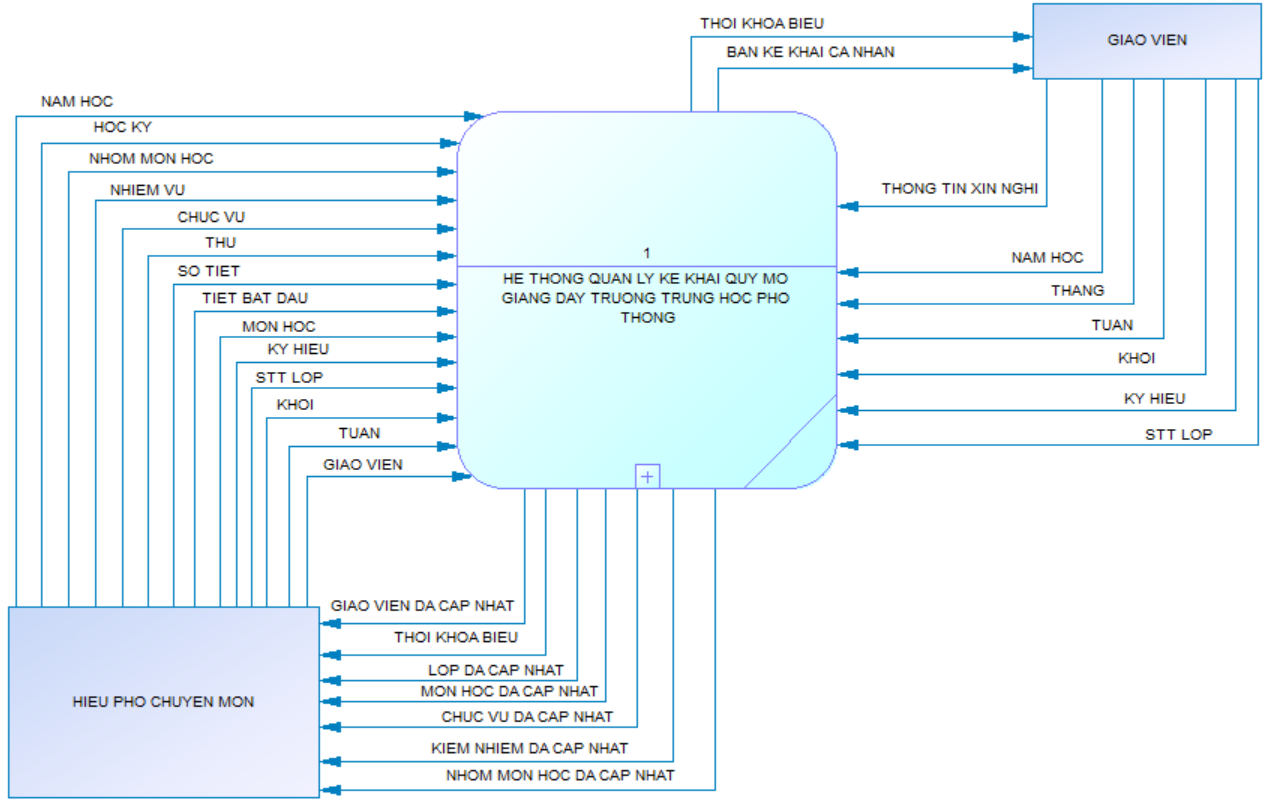 THOI KHOA BIEU
GIAO VIEN
BAN KE KHAI CA NHAN
NAM HOC
HOC KY
NHOM MON HOC
NHIEM VU
CHUC VU
THU
SO TIET
TIET BAT DAU
MON HOC
KY HIEU
STT LOP
KHOI
TUAN
GIAO VIEN
1
HE THONG QUAN LY KE KHAI QUY MO
GIANG DAY TRUONG TRUNG HOC PHO
THONG
THONG TIN XIN NGHI
NAM HOC
THANG
TUAN
KHOI
KY HIEU
STT LOP
GIAO VIEN DA CAP NHAT
THOI KHOA BIEU
LOP DA CAP NHAT
MON HOC DA CAP NHAT
CHUC VU DA CAP NHAT
KIEM NHIEM DA CAP NHAT
NHOM MON HOC DA CAP NHAT
HIEU PHO CHUYEN MON